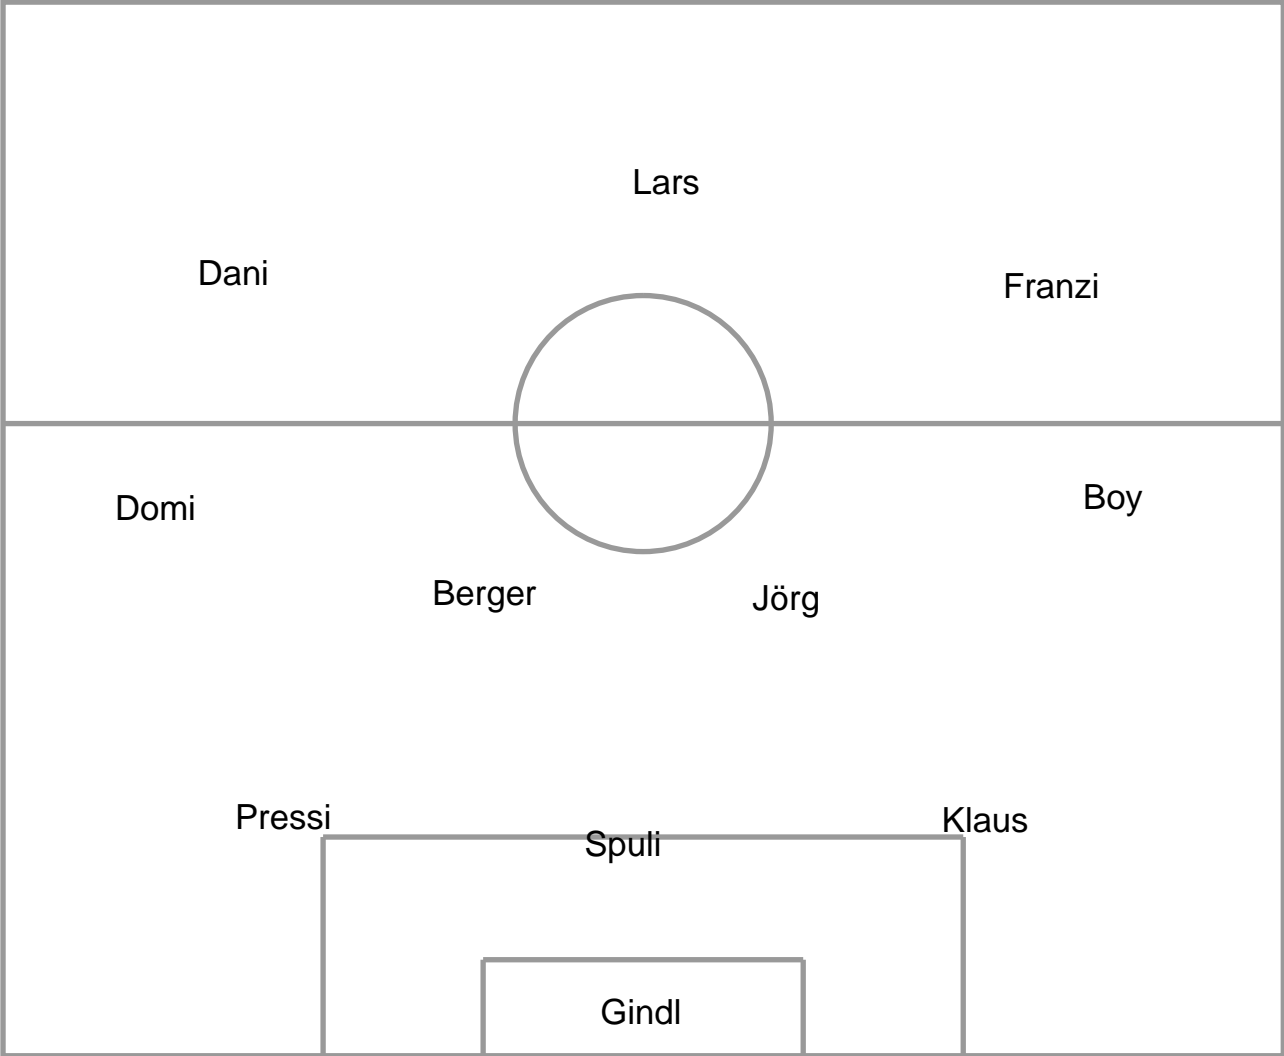 Lars
Dani
Franzi
Domi
Boy
Berger
Jörg
Pressi
Klaus
Spuli
Gindl